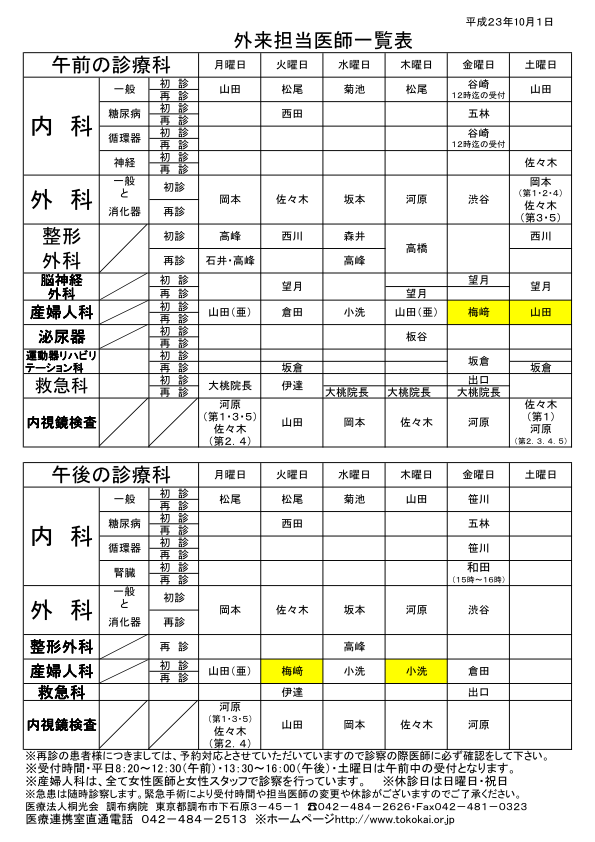 平成23年10月1日
外来担当医師一覧表
午前の診療科 月曜日 火曜日 水曜日 木曜日 金曜日 土曜日
内 科 一般 初 診 再 診 山田 松尾 菊池 松尾 谷崎 12時迄の受付 山田
糖尿病 初 診 再 診 西田 五林
循環器 初 診 再 診 谷崎 12時迄の受付
神経 初 診 再 診 佐々木
外 科 一般 と 消化器 初診 再診 岡本 佐々木 坂本 河原 渋谷 岡本 (第1・2・4) 佐々木 (第3・5)
整形 外科 初診 高峰 西川 森井 高橋 西川
再診 石井・高峰 高峰
脳神経 外科 初 診 再 診 望月 望月 望月 望月
産婦人科 初 診 再 診 山田(亜) 倉田 小洗 山田(亜) 梅﨑 山田
泌尿器 初 診 再 診 板谷
運動器リハビリ テーション科 初 診 再 診 坂倉 坂倉 坂倉
救急科 初 診 再 診 大桃院長 伊達 大桃院長 大桃院長 出口 大桃院長
内視鏡検査 河原 (第1・3・5) 佐々木 (第2.4) 山田 岡本 佐々木 河原 佐々木 (第1) 河原 (第2.3.4.5)
午後の診療科 月曜日 火曜日 水曜日 木曜日 金曜日 土曜日
内 科 一般 初 診 再 診 松尾 松尾 菊池 山田 笹川
糖尿病 初 診 再 診 西田 五林
循環器 初 診 再 診 笹川
腎臓 初 診 再 診 和田 (15時～16時)
外 科 一般 と 消化器 初診 再診 岡本 佐々木 坂本 河原 渋谷
整形外科 再 診 高峰
産婦人科 初 診 再 診 山田(亜) 梅﨑 小洗 小洗 倉田
救急科 伊達 出口
内視鏡検査 河原 (第1・3・5) 佐々木 (第2.4) 山田 岡本 佐々木 河原
※再診の患者様につきましては、予約対応とさせていただいていますので診察の際医師に必ず確認をして下さい。
※受付時間・平日8:20～12:30(午前)・13:30～16:00(午後)・土曜日は午前中の受付となります。
※産婦人科は、全て女性医師と女性スタッフで診察を行っています。 ※休診日は日曜日・祝日
※急患は随時診察します。緊急手術により受付時間や担当医師の変更や休診がございますのでご了承ください。
医療法人桐光会 調布病院 東京都調布市下石原3－45－1 ☎042－484－2626・Fax042－481－0323
医療連携室直通電話 042－484－2513 ※ホームページhttp://www.tokokai.or.jp